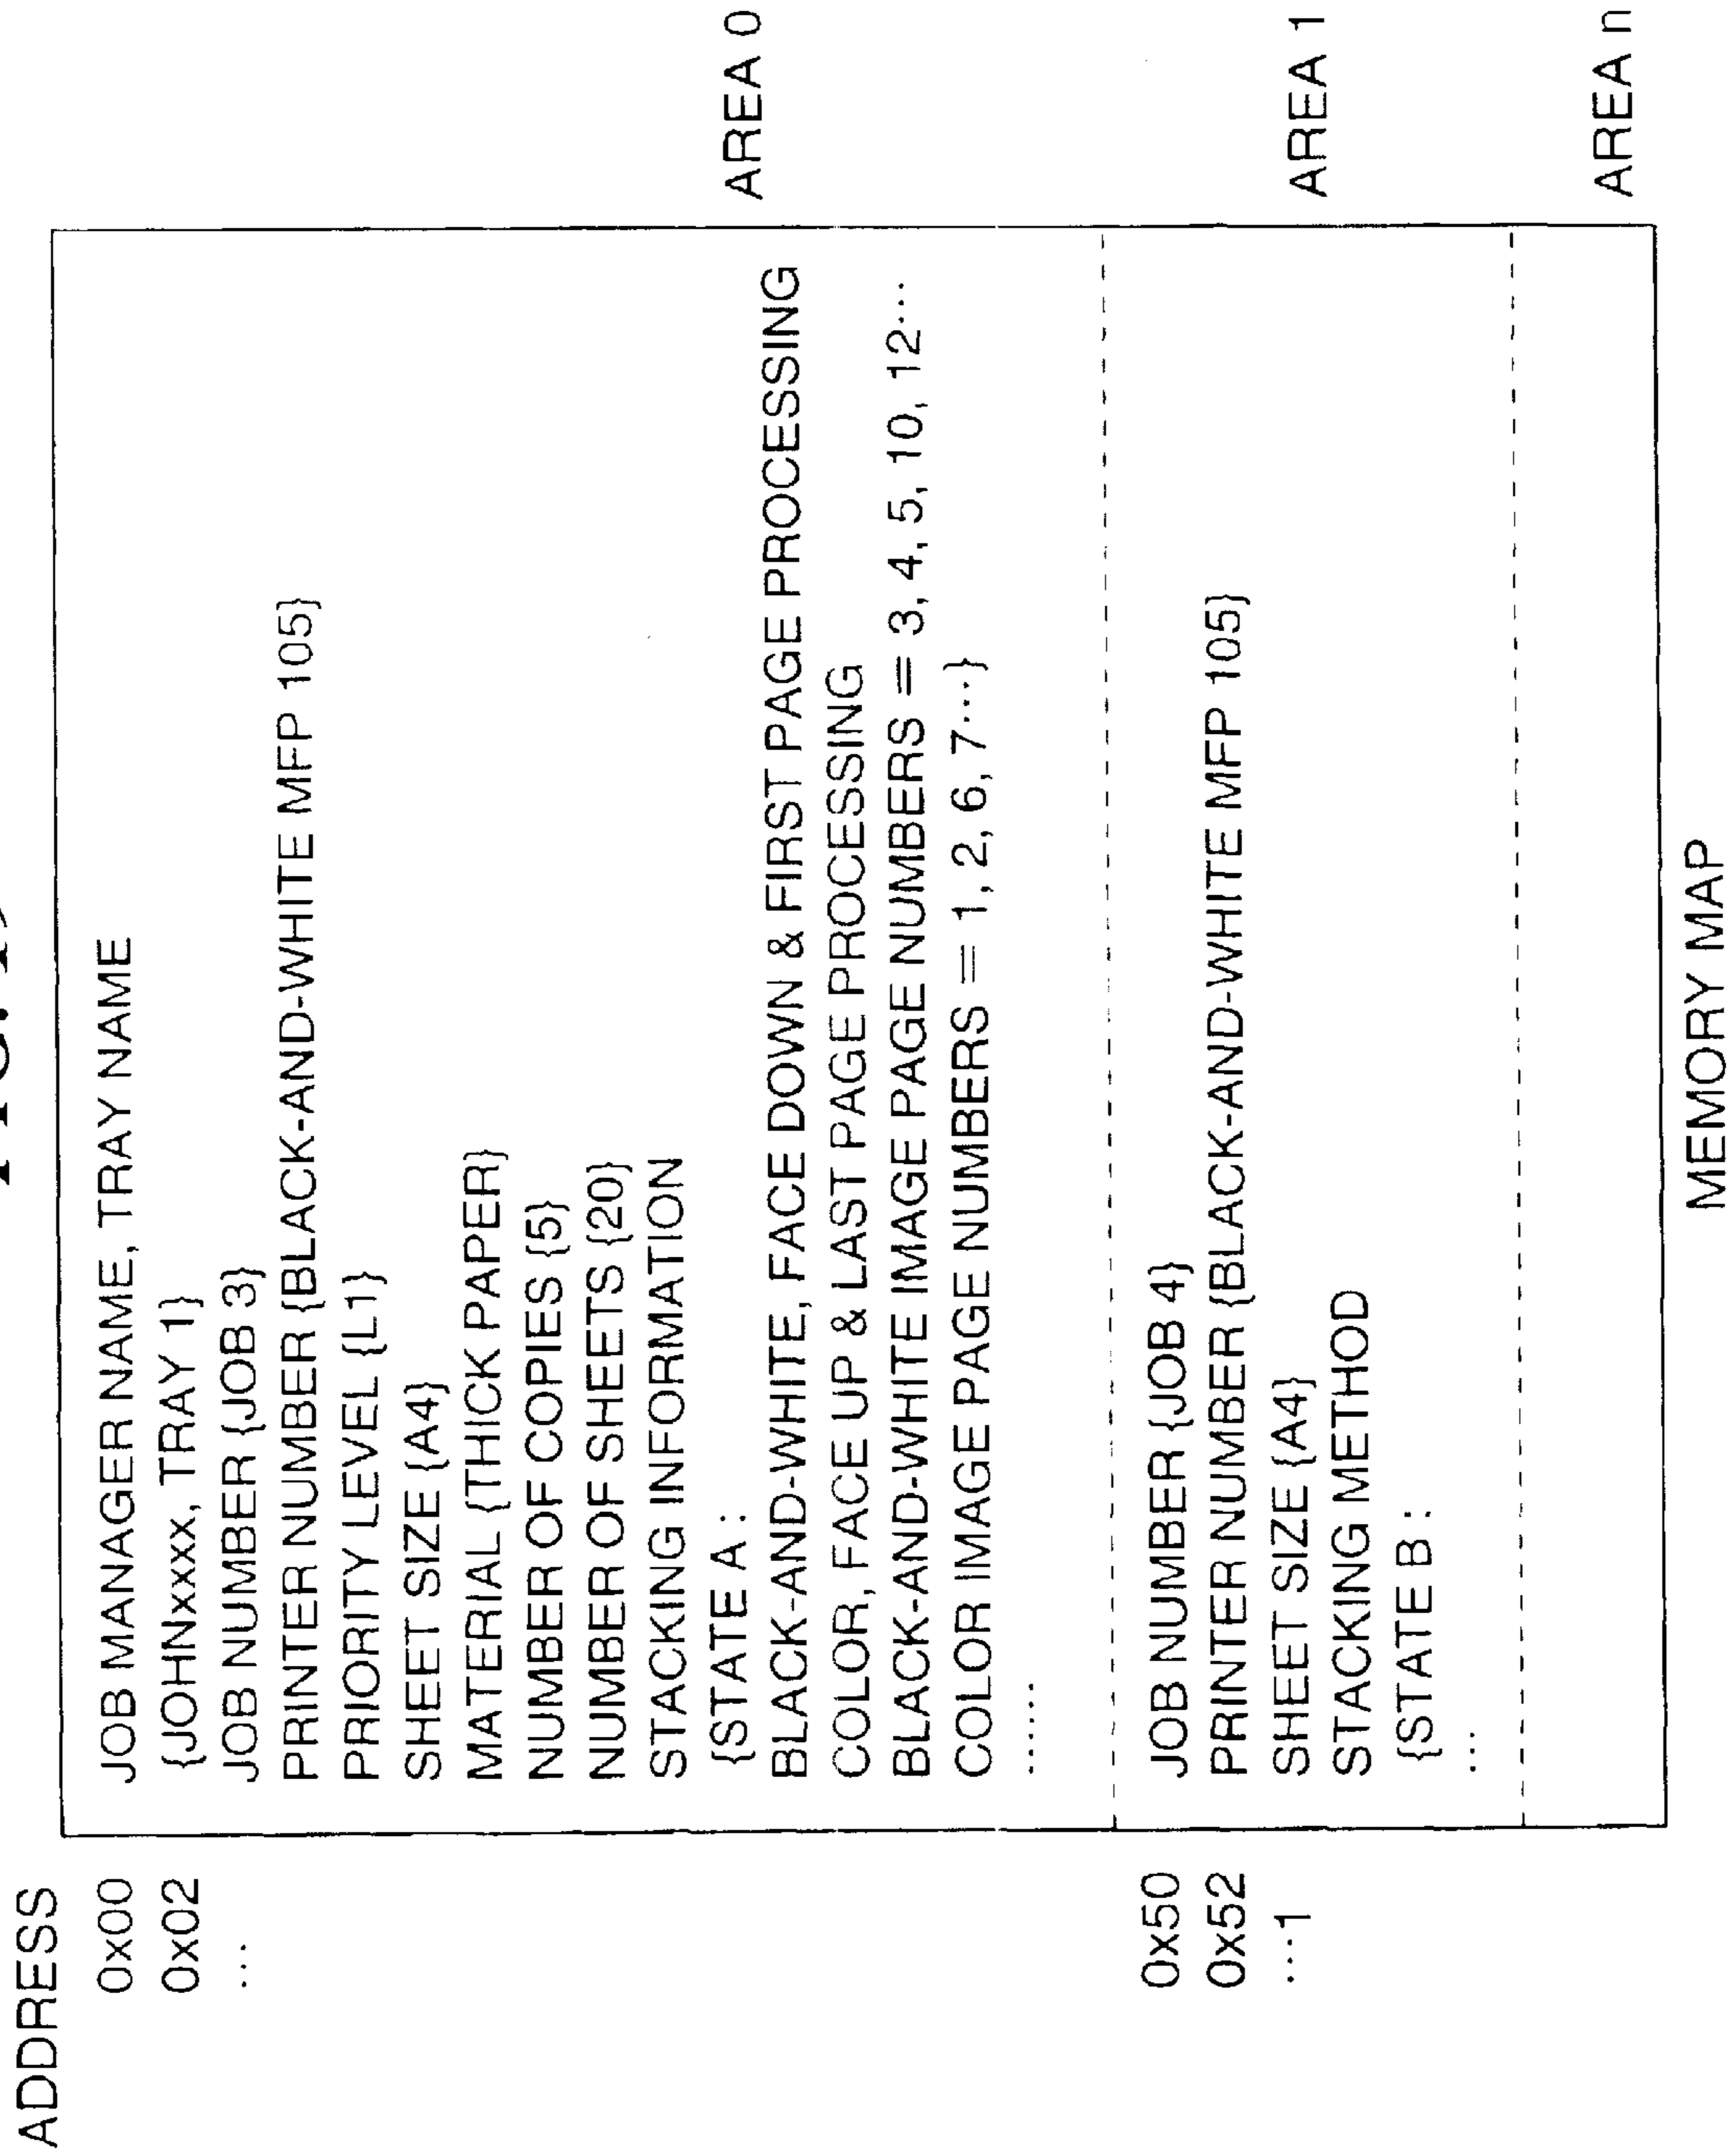 ADDRESS
0x00 JOB MANAGER NAME, TRAY NAME
0x02 {JOHNxxxx, TRAY 1}
... JOB NUMBER {JOB 3}
PRINTER NUMBER {BLACK-AND-WHITE MFP 105}
PRIORITY LEVEL {L1}
SHEET SIZE {A4}
MATERIAL {THICK PAPER}
NUMBER OF COPIES {5}
NUMBER OF SHEETS {20}
STACKING INFORMATION
{STATE A :
AREA 0
BLACK-AND-WHITE, FACE DOWN & FIRST PAGE PROCESSING
COLOR, FACE UP & LAST PAGE PROCESSING
BLACK-AND-WHITE IMAGE PAGE NUMBERS = 3, 4, 5, 10, 12...
COLOR IMAGE PAGE NUMBERS = 1, 2, 6, 7...}
......
0x50 JOB NUMBER {JOB 4}
0x52 PRINTER NUMBER {BLACK-AND-WHITE MFP 105}
...1 SHEET SIZE {A4} AREA 1
STACKING METHOD
{STATE B :
...
AREA n
MEMORY MAP